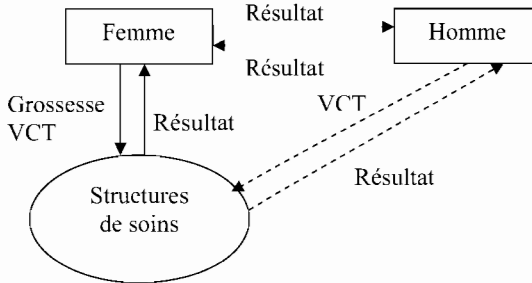 Résultat
Femme
Homme
Résultat
Grossesse
VCT
Résultat
VCT
Résultat
Structures
de soins